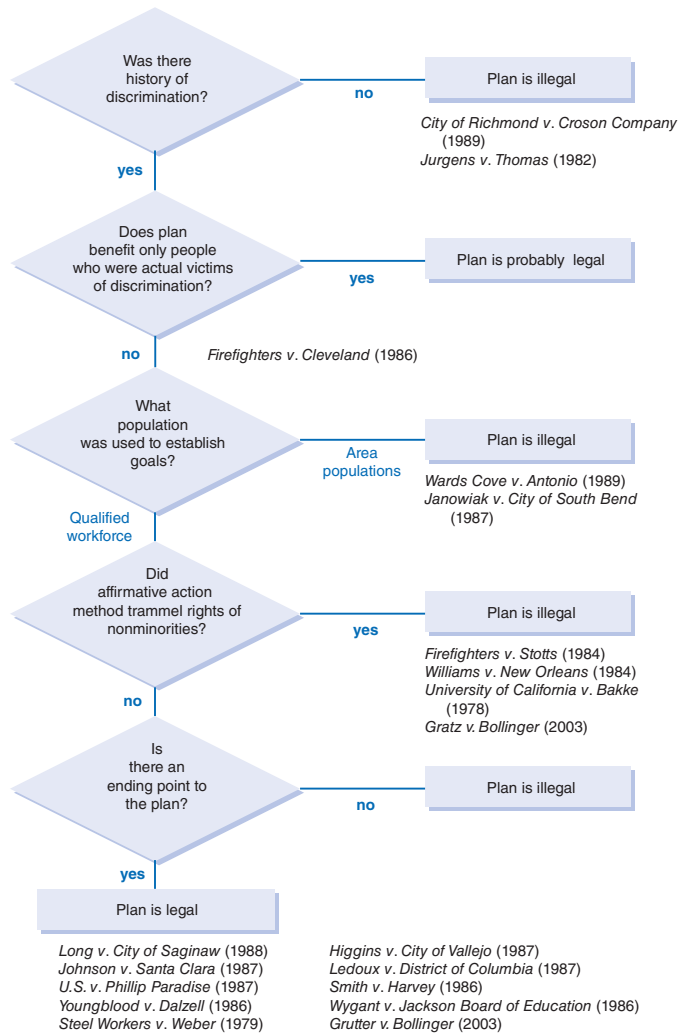 Was there
history of
discrimination?
no
Plan is illegal
City of Richmond v. Croson Company
(1989)
Jurgens v. Thomas (1982)
yes
Does plan
benefit only people
who were actual victims
of discrimination?
yes
Plan is probably legal
no
Firefighters v. Cleveland (1986)
What
population
was used to establish
goals?
Area
populations
Plan is illegal
Wards Cove v. Antonio (1989)
Janowiak v. City of South Bend
(1987)
Qualified
workforce
Did
affirmative action
method trammel rights of
nonminorities?
yes
Plan is illegal
Firefighters v. Stotts (1984)
Williams v. New Orleans (1984)
University of California v. Bakke
(1978)
Gratz v. Bollinger (2003)
no
Is
there an
ending point to
the plan?
no
Plan is illegal
yes
Plan is legal
Long v. City of Saginaw (1988)
Johnson v. Santa Clara (1987)
U.S. v. Phillip Paradise (1987)
Youngblood v. Dalzell (1986)
Steel Workers v. Weber (1979)
Higgins v. City of Vallejo (1987)
Ledoux v. District of Columbia (1987)
Smith v. Harvey (1986)
Wygant v. Jackson Board of Education (1986)
Grutter v. Bollinger (2003)